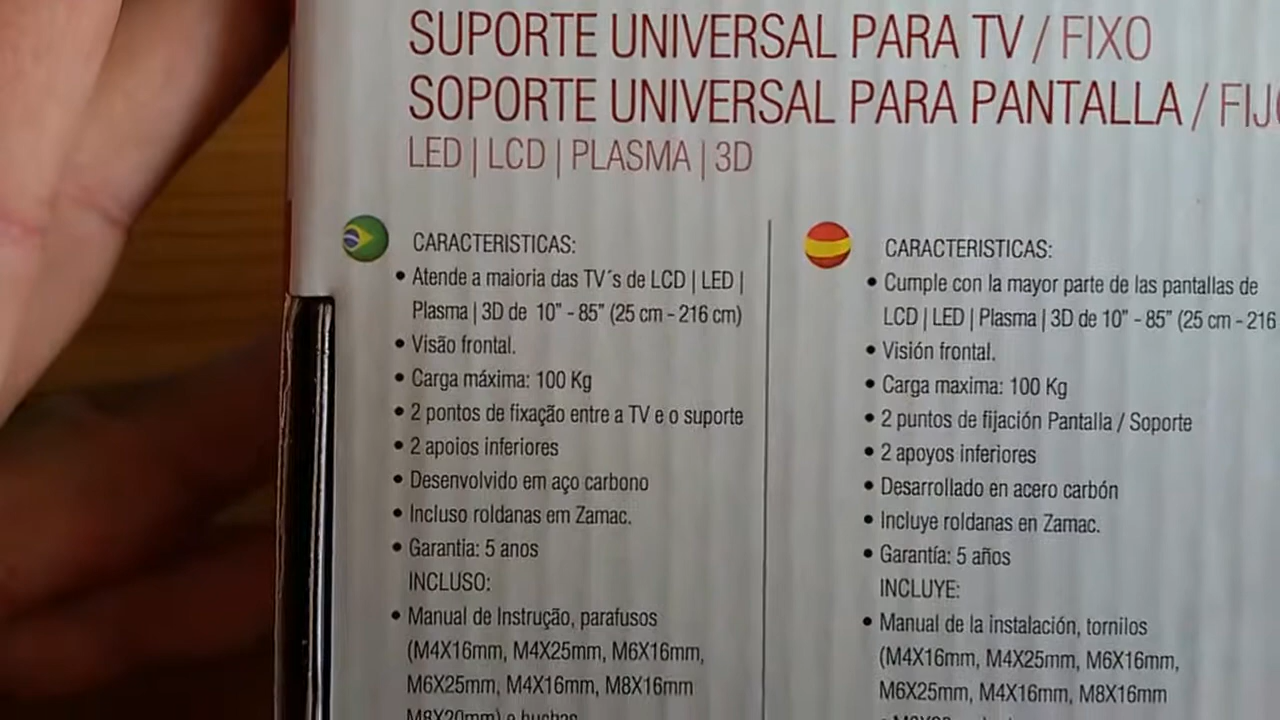 SUPORTE UNIVERSAL PARA TV / FIXO
SOPORTE UNIVERSAL PARA PANTALLA / FIJO
LED | LCD | PLASMA | 3D
CARACTERISTICAS:
• Atende a maioria das TV´s de LCD | LED |
Plasma | 3D de 10" - 85" (25 cm - 216 cm)
• Visão frontal.
• Carga máxima: 100 Kg
• 2 pontos de fixação entre a TV e o suporte
• 2 apoios inferiores
• Desenvolvido em aço carbono
• Incluso roldanas em Zamac.
• Garantia: 5 anos
INCLUSO:
• Manual de Instrução, parafusos
(M4X16mm, M4X25mm, M6X16mm,
M6X25mm, M4X16mm, M8X16mm
M8X20mm) e buchas
CARACTERISTICAS:
• Cumple con la mayor parte de las pantallas de
LCD | LED | Plasma | 3D de 10" - 85" (25 cm - 216
• Visión frontal.
• Carga maxima: 100 Kg
• 2 puntos de fijación Pantalla / Soporte
• 2 apoyos inferiores
• Desarrollado en acero carbón
• Incluye roldanas en Zamac.
• Garantía: 5 años
INCLUYE:
• Manual de la instalación, tornilos
(M4X16mm, M4X25mm, M6X16mm,
M6X25mm, M4X16mm, M8X16mm